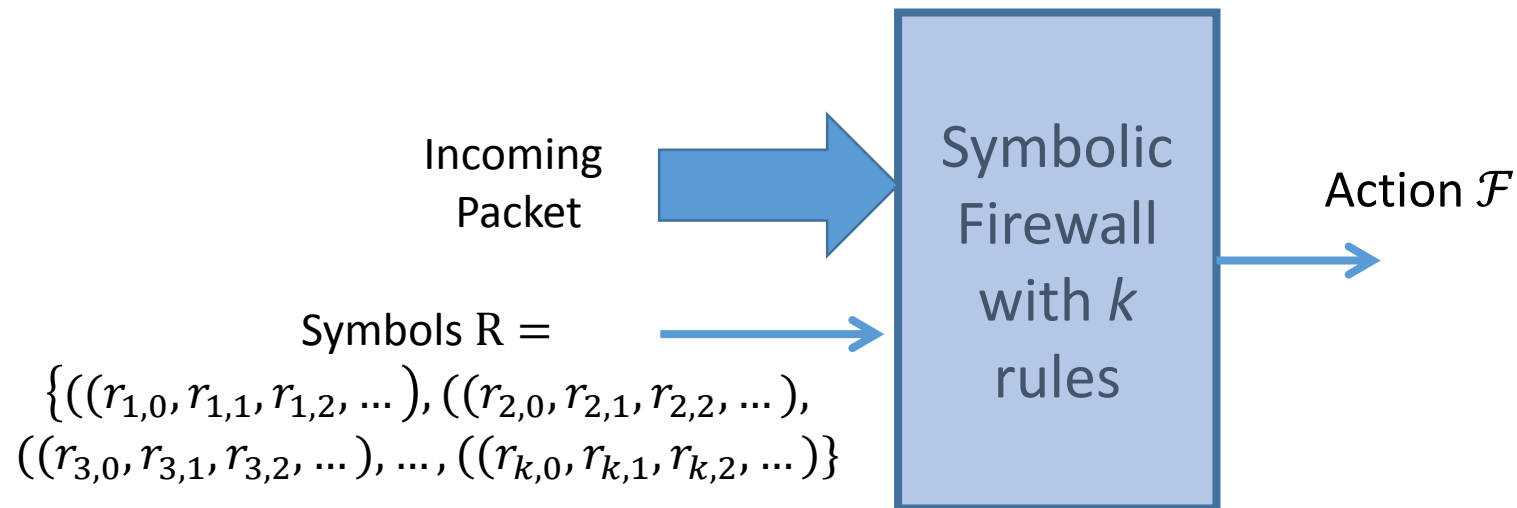 Incoming
Packet
Symbols R =
{((r₁,₀, r₁,₁, r₁,₂, … ), ((r₂,₀, r₂,₁, r₂,₂, … ),
((r₃,₀, r₃,₁, r₃,₂, … ), … , ((rₖ,₀, rₖ,₁, rₖ,₂, … )}
Symbolic
Firewall
with k
rules
Action ℱ